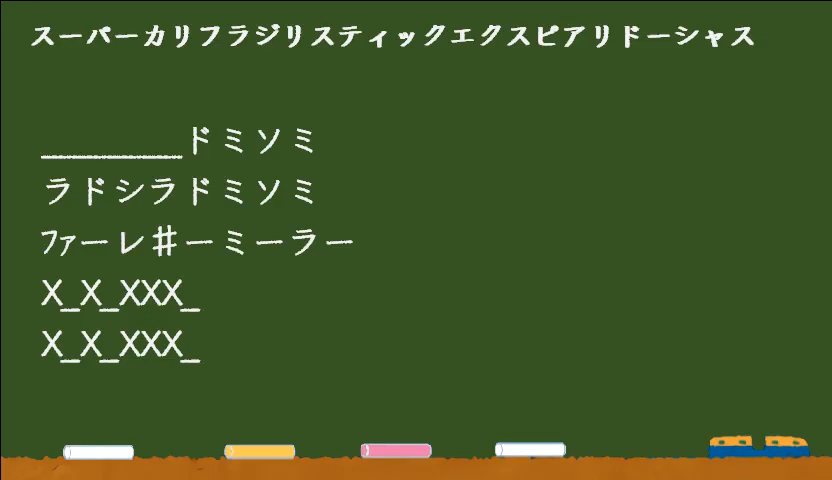 スーパーカリフラジリスティックエクスピアリドーシャス
_______ドミソミ
ラドシラドミソミ
ファーレ#ーミーラー
X_X_XXX_
X_X_XXX_